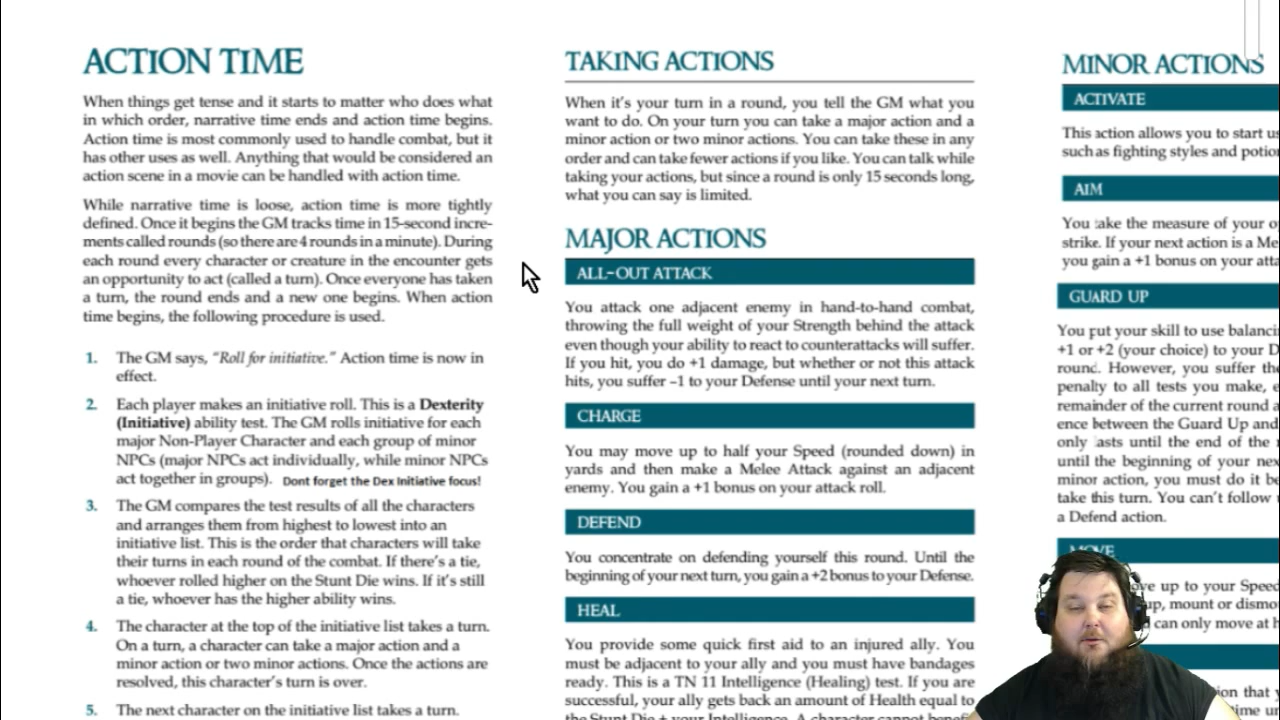 ACTION TIME
When things get tense and it starts to matter who does what
in which order, narrative time ends and action time begins.
Action time is most commonly used to handle combat, but it
has other uses as well. Anything that would be considered an
action scene in a movie can be handled with action time.
While narrative time is loose, action time is more tightly
defined. Once it begins the GM tracks time in 15-second incre-
ments called rounds (so there are 4 rounds in a minute). During
each round every character or creature in the encounter gets
an opportunity to act (called a turn). Once everyone has taken
a turn, the round ends and a new one begins. When action
time begins, the following procedure is used.
1. The GM says, “Roll for initiative.” Action time is now in
effect.
2. Each player makes an initiative roll. This is a Dexterity
(Initiative) ability test. The GM rolls initiative for each
major Non-Player Character and each group of minor
NPCs (major NPCs act individually, while minor NPCs
act together in groups). Dont forget the Dex Initiative focus!
3. The GM compares the test results of all the characters
and arranges them from highest to lowest into an
initiative list. This is the order that characters will take
their turns in each round of the combat. If there’s a tie,
whoever rolled higher on the Stunt Die wins. If it’s still
a tie, whoever has the higher ability wins.
4. The character at the top of the initiative list takes a turn.
On a turn, a character can take a major action and a
minor action or two minor actions. Once the actions are
resolved, this character’s turn is over.
5. The next character on the initiative list takes a turn.
TAKING ACTIONS
When it’s your turn in a round, you tell the GM what you
want to do. On your turn you can take a major action and a
minor action or two minor actions. You can take these in any
order and can take fewer actions if you like. You can talk while
taking your actions, but since a round is only 15 seconds long,
what you can say is limited.
MAJOR ACTIONS
ALL-OUT ATTACK
You attack one adjacent enemy in hand-to-hand combat,
throwing the full weight of your Strength behind the attack
even though your ability to react to counterattacks will suffer.
If you hit, you do +1 damage, but whether or not this attack
hits, you suffer –1 to your Defense until your next turn.
CHARGE
You may move up to half your Speed (rounded down) in
yards and then make a Melee Attack against an adjacent
enemy. You gain a +1 bonus on your attack roll.
DEFEND
You concentrate on defending yourself this round. Until the
beginning of your next turn, you gain a +2 bonus to your Defense.
HEAL
You provide some quick first aid to an injured ally. You
must be adjacent to your ally and you must have bandages
ready. This is a TN 11 Intelligence (Healing) test. If you are
successful, your ally gets back an amount of Health equal to
the Stunt Die + your Intelligence. A character cannot benefit
MINOR ACTIONS
ACTIVATE
This action allows you to start us
such as fighting styles and potio
AIM
You take the measure of your o
strike. If your next action is a Me
you gain a +1 bonus on your atta
GUARD UP
You put your skill to use balanci
+1 or +2 (your choice) to your D
round. However, you suffer the
penalty to all tests you make,
remainder of the current round a
ence between the Guard Up and
only lasts until the end of the
until the beginning of your nex
minor action, you must do it be
take this turn. You can’t follow
a Defend action.
MOVE
ove up to your Speed
up, mount or dismo
can only move at h
ion that y
ime un